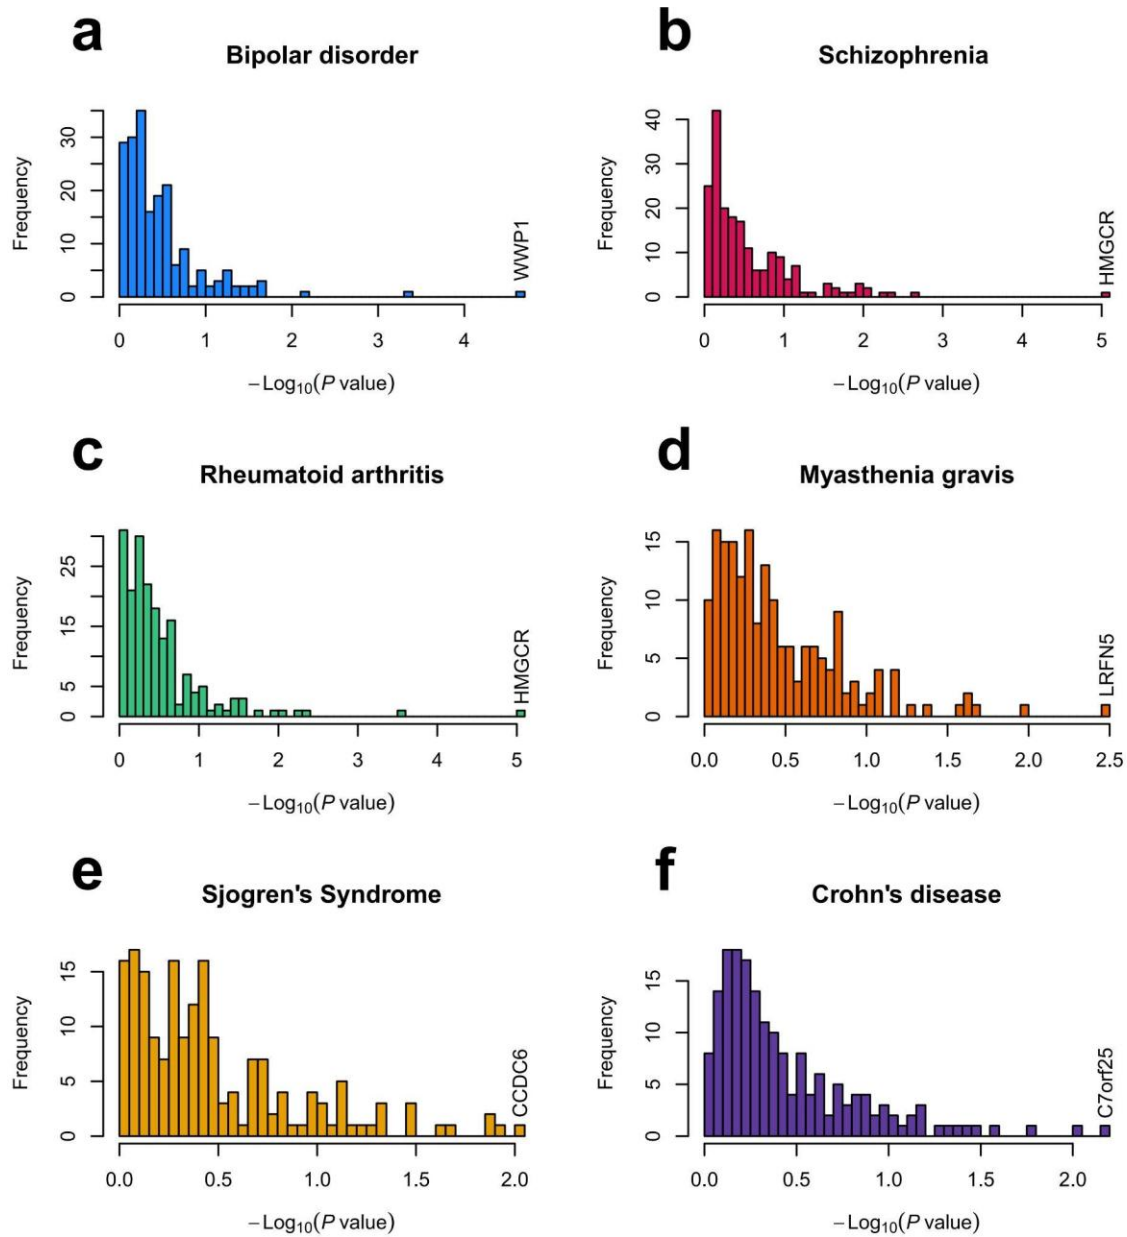 a
Bipolar disorder
Frequency
0
10
20
30
WWP1
0 1 2 3 4
−Log10(P value)
b
Schizophrenia
Frequency
0
10
20
30
40
HMGCR
0 1 2 3 4 5
−Log10(P value)
c
Rheumatoid arthritis
Frequency
0
5
15
25
HMGCR
0 1 2 3 4 5
−Log10(P value)
d
Myasthenia gravis
Frequency
0
5
10
15
LRFN5
0.0 0.5 1.0 1.5 2.0 2.5
−Log10(P value)
e
Sjogren's Syndrome
Frequency
0
5
10
15
CCDC6
0.0 0.5 1.0 1.5 2.0
−Log10(P value)
f
Crohn's disease
Frequency
0
5
10
15
C7orf25
0.0 0.5 1.0 1.5 2.0
−Log10(P value)